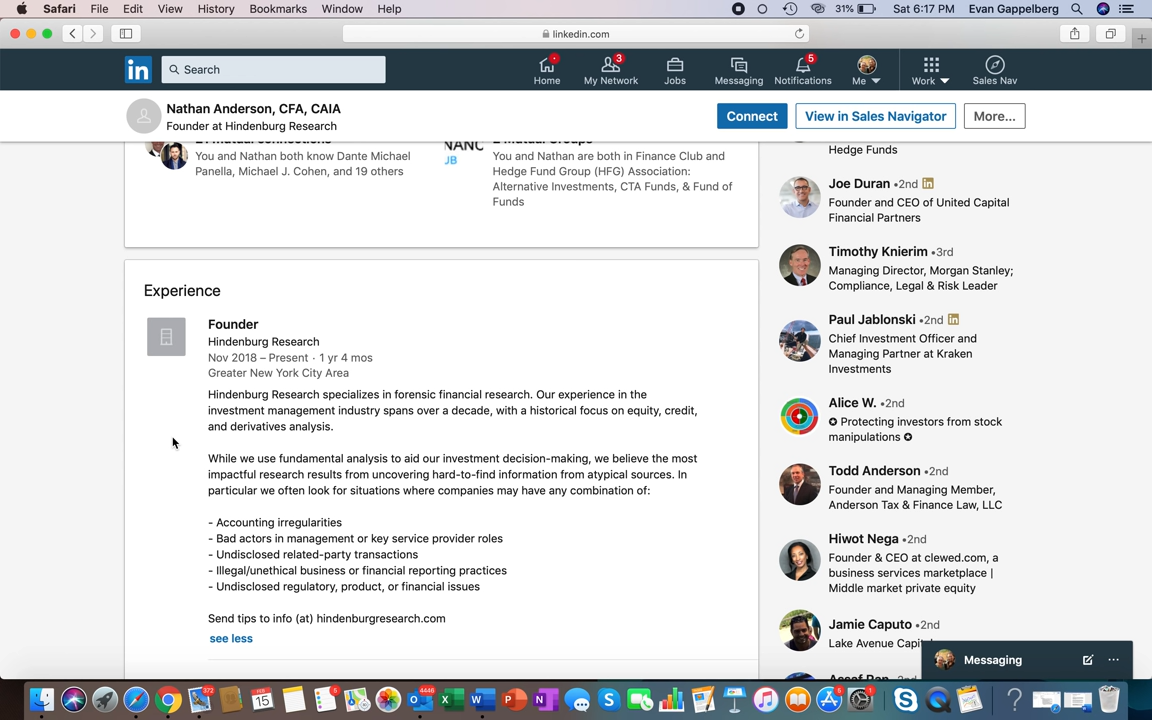 Safari File Edit View History Bookmarks Window Help
31% Sat 6:17 PM Evan Gappelberg
linkedin.com
in
Search
3
5
Home
My Network
Jobs
Messaging
Notifications
Me
Work
Sales Nav
Nathan Anderson, CFA, CAIA
Founder at Hindenburg Research
Connect
View in Sales Navigator
More...
You and Nathan both know Dante Michael
Panella, Michael J. Cohen, and 19 others
You and Nathan are both in Finance Club and
Hedge Fund Group (HFG) Association:
Alternative Investments, CTA Funds, & Fund of
Funds
Experience
Founder
Hindenburg Research
Nov 2018 – Present · 1 yr 4 mos
Greater New York City Area
Hindenburg Research specializes in forensic financial research. Our experience in the
investment management industry spans over a decade, with a historical focus on equity, credit,
and derivatives analysis.
While we use fundamental analysis to aid our investment decision-making, we believe the most
impactful research results from uncovering hard-to-find information from atypical sources. In
particular we often look for situations where companies may have any combination of:
- Accounting irregularities
- Bad actors in management or key service provider roles
- Undisclosed related-party transactions
- Illegal/unethical business or financial reporting practices
- Undisclosed regulatory, product, or financial issues
Send tips to info (at) hindenburgresearch.com
see less
Hedge Funds
Joe Duran • 2nd in
Founder and CEO of United Capital
Financial Partners
Timothy Knierim • 3rd
Managing Director, Morgan Stanley;
Compliance, Legal & Risk Leader
Paul Jablonski • 2nd in
Chief Investment Officer and
Managing Partner at Kraken
Investments
Alice W. • 2nd
✪ Protecting investors from stock
manipulations ✪
Todd Anderson • 2nd
Founder and Managing Member,
Anderson Tax & Finance Law, LLC
Hiwot Nega • 2nd
Founder & CEO at clewed.com, a
business services marketplace |
Middle market private equity
Jamie Caputo • 2nd
Lake Avenue
Messaging
372
15
4446